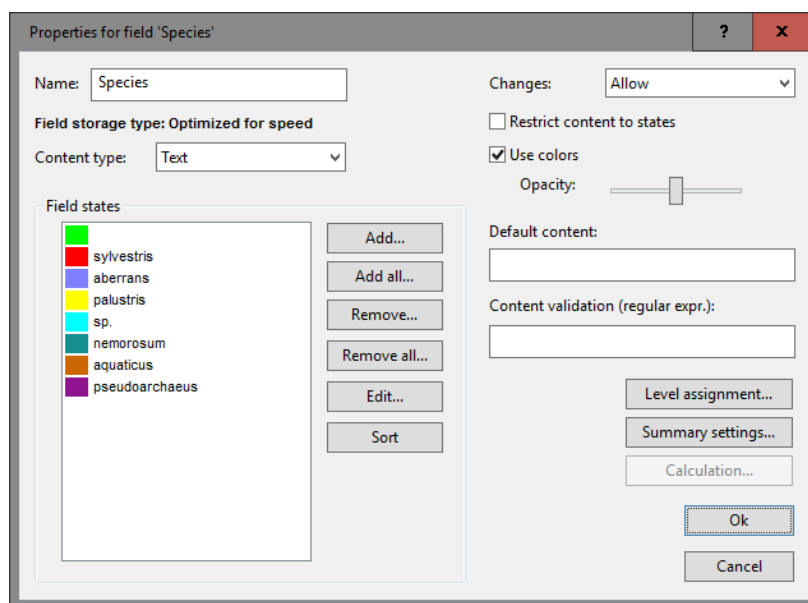 Properties for field 'Species'
?
x
Name:
Species
Field storage type: Optimized for speed
Content type:
Text
Field states
sylvestris
aberrans
palustris
sp.
nemorosum
aquaticus
pseudoarchaeus
Add...
Add all...
Remove...
Remove all...
Edit...
Sort
Changes:
Allow
Restrict content to states
Use colors
Opacity:
Default content:
Content validation (regular expr.):
Level assignment...
Summary settings...
Calculation...
Ok
Cancel